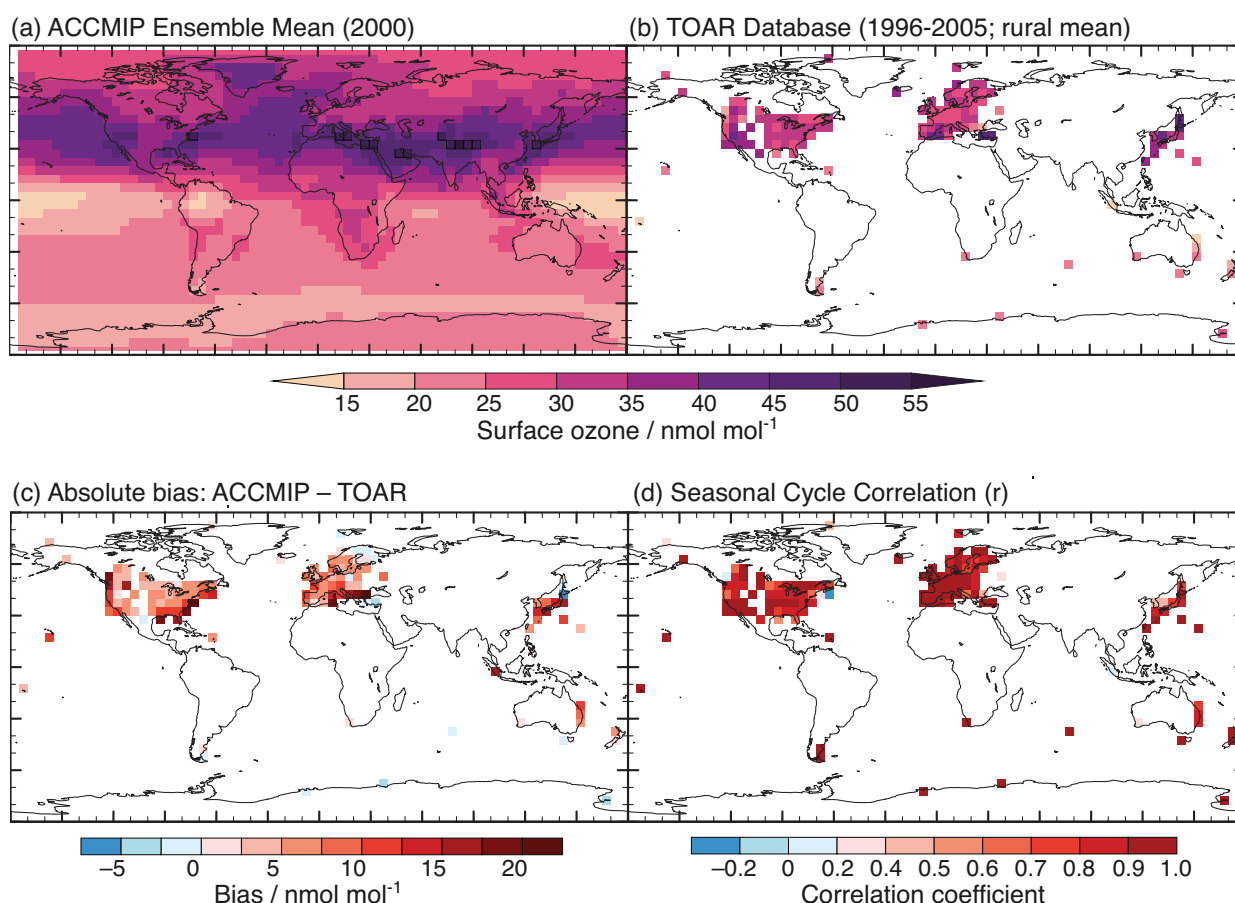 (a) ACCMIP Ensemble Mean (2000)
(b) TOAR Database (1996-2005; rural mean)
15 20 25 30 35 40 45 50 55
Surface ozone / nmol mol⁻¹
(c) Absolute bias: ACCMIP – TOAR
(d) Seasonal Cycle Correlation (r)
–5 0 5 10 15 20
Bias / nmol mol⁻¹
–0.2 0 0.2 0.4 0.5 0.6 0.7 0.8 0.9 1.0
Correlation coefficient